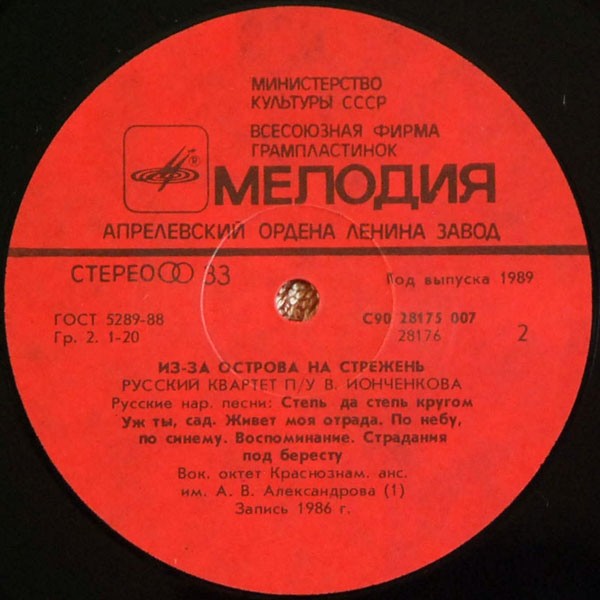 МИНИСТЕРСТВО
КУЛЬТУРЫ СССР
ВСЕСОЮЗНАЯ ФИРМА
ГРАМПЛАСТИНОК
®
МЕЛОДИЯ
АПРЕЛЕВСКИЙ ОРДЕНА ЛЕНИНА ЗАВОД
СТЕРЕО 33
Год выпуска 1989
ГОСТ 5289-88
Гр. 2. 1-20
С90 28175 007
28176
2
ИЗ-ЗА ОСТРОВА НА СТРЕЖЕНЬ
РУССКИЙ КВАРТЕТ П/У В. ИОНЧЕНКОВА
Русские нар. песни: Степь да степь кругом
Уж ты, сад. Живет моя отрада. По небу,
по синему. Воспоминание. Страдания
под бересту
Вок. октет Краснознам. анс.
им. А. В. Александрова (1)
Запись 1986 г.